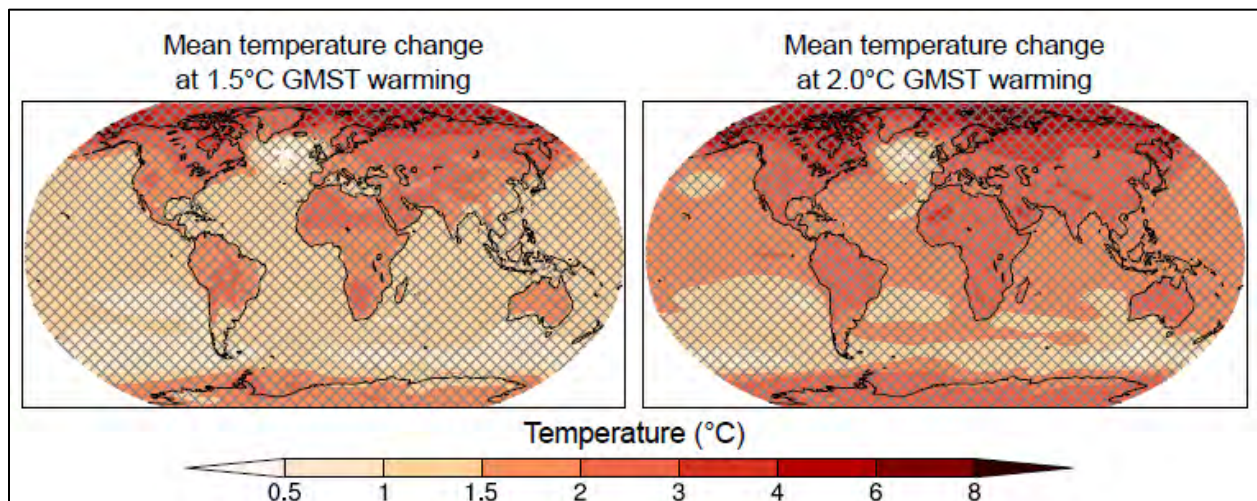 Mean temperature change
at 1.5°C GMST warming
Mean temperature change
at 2.0°C GMST warming
Temperature (°C)
0.5 1 1.5 2 3 4 6 8